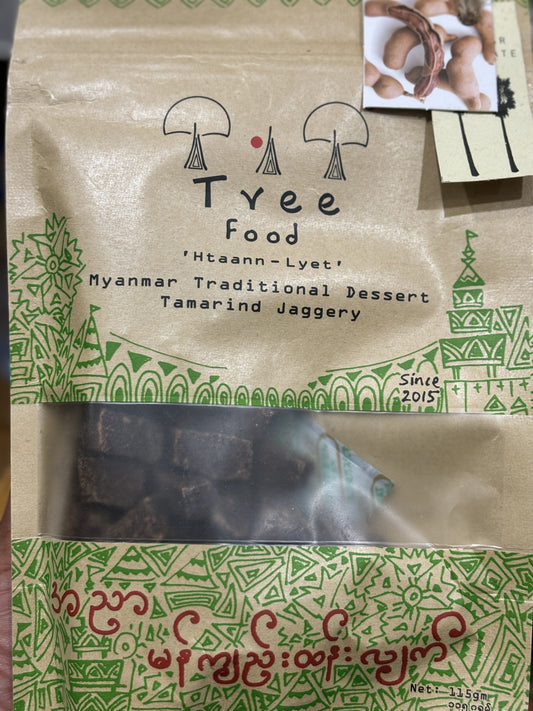 Tree
Food
'Htaann-Lyet'
Myanmar Traditional Dessert
Tamarind Jaggery
Since
2015
အညာ
မန်ကျည်းထန်းလျက်
Net: 115gm